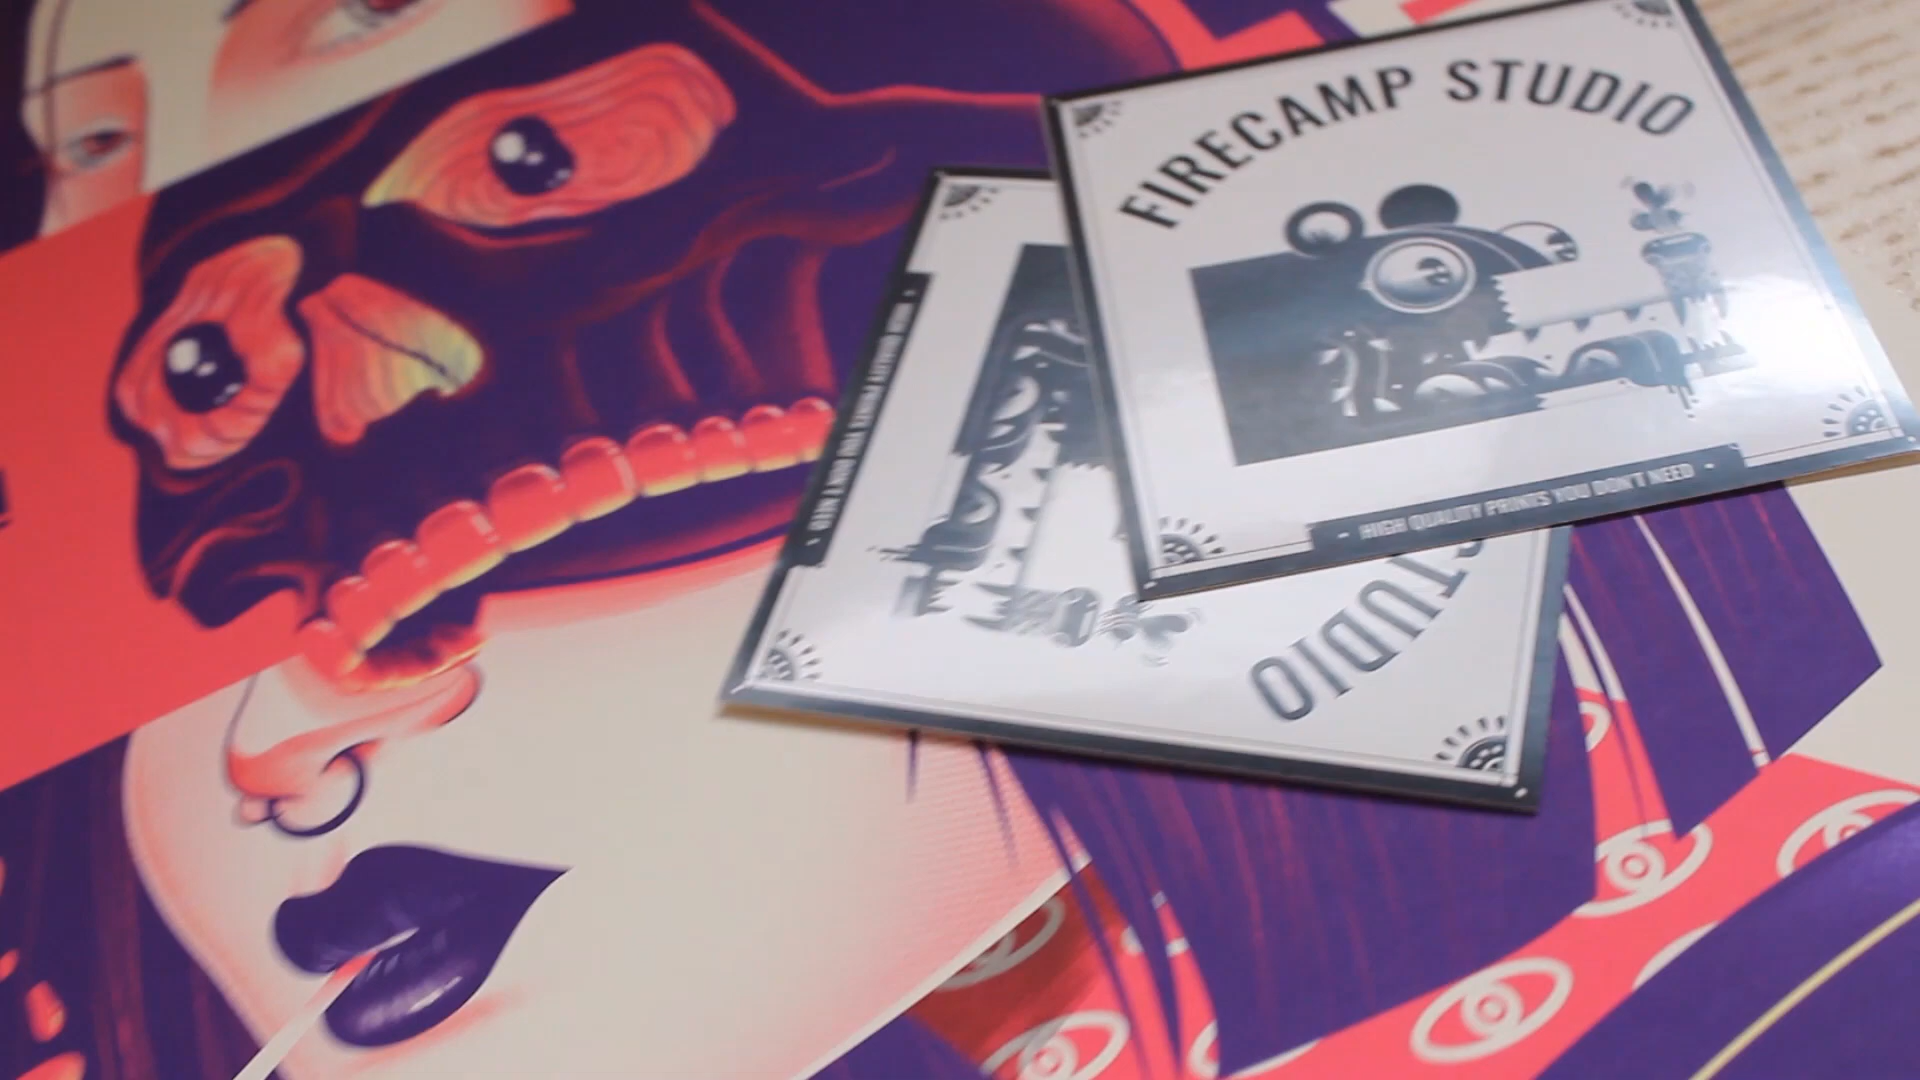 FIRECAMP STUDIO
- HIGH QUALITY PRINTS YOU DON'T NEED -
- HIGH QUALITY PRINTS YOU DON'T NEED -
STUDIO